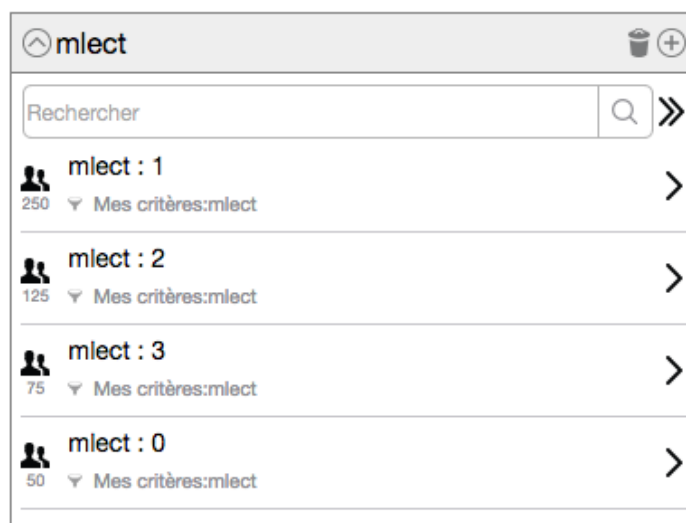 mlect
Rechercher
mlect : 1
250 Mes critères:mlect
mlect : 2
125 Mes critères:mlect
mlect : 3
75 Mes critères:mlect
mlect : 0
50 Mes critères:mlect